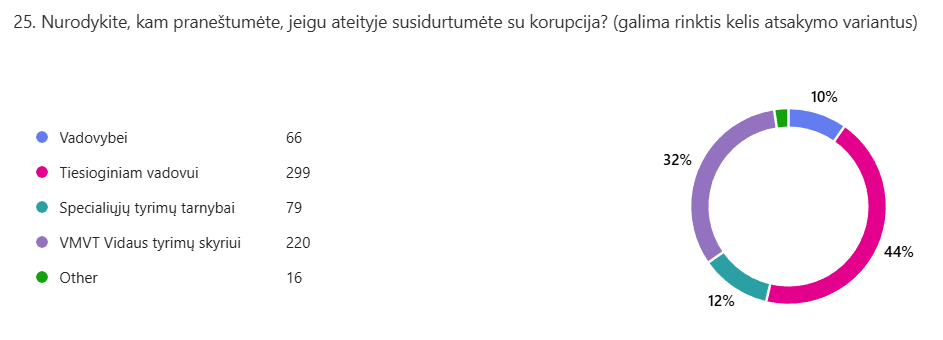 25. Nurodykite, kam praneštumėte, jeigu ateityje susidurtumėte su korupcija? (galima rinktis kelis atsakymo variantus)
Vadovybei 66
Tiesioginiam vadovui 299
Specialiųjų tyrimų tarnybai 79
VMVT Vidaus tyrimų skyriui 220
Other 16
10%
32%
44%
12%